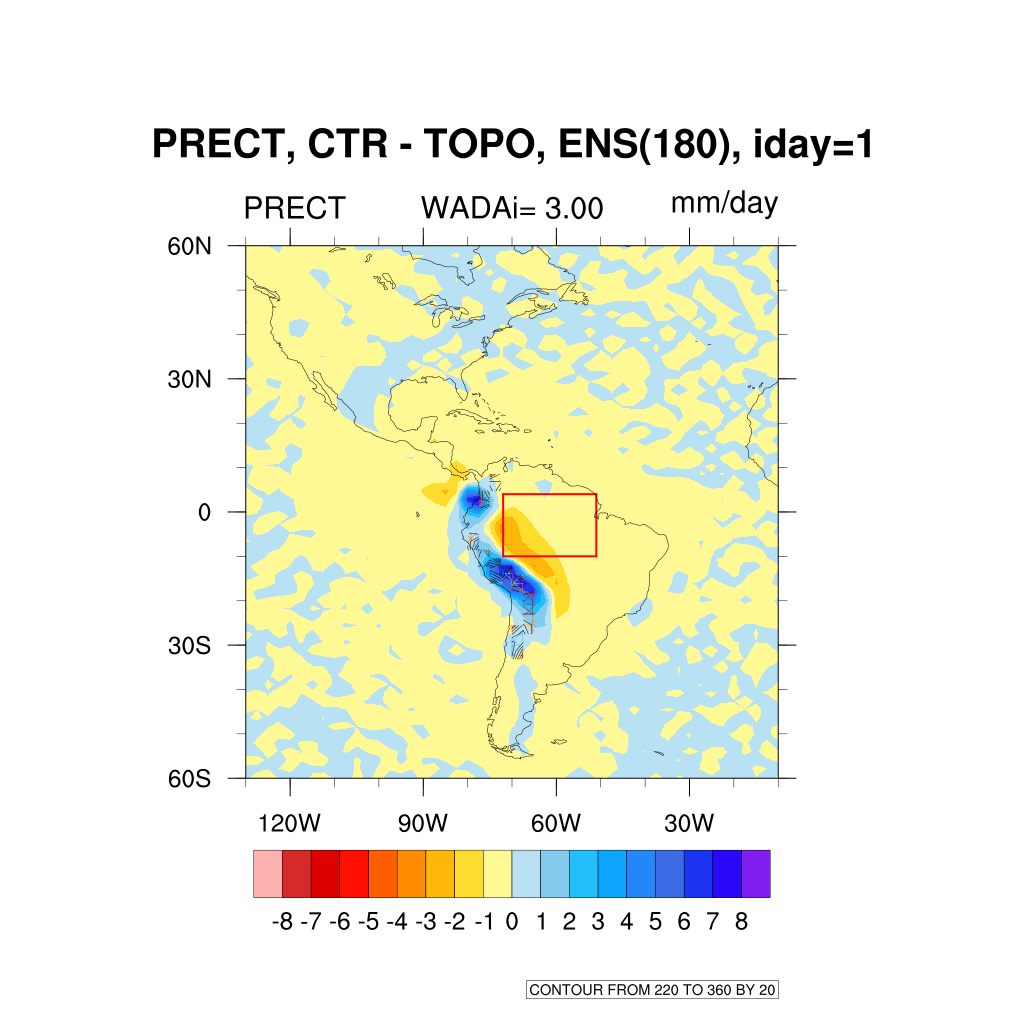 PRECT, CTR - TOPO, ENS(180), iday=1
PRECT WADAi= 3.00 mm/day
60N
30N
0
30S
60S
120W 90W 60W 30W
-8 -7 -6 -5 -4 -3 -2 -1 0 1 2 3 4 5 6 7 8
CONTOUR FROM 220 TO 360 BY 20